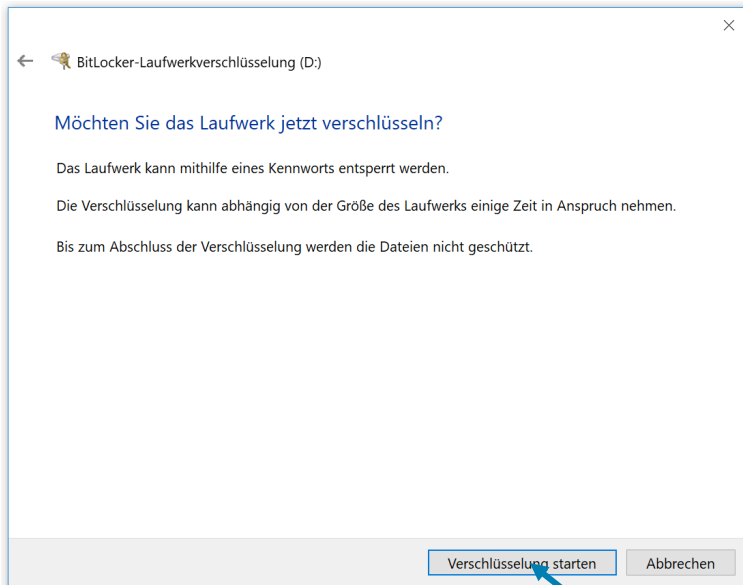 BitLocker-Laufwerkverschlüsselung (D:)
Möchten Sie das Laufwerk jetzt verschlüsseln?
Das Laufwerk kann mithilfe eines Kennworts entsperrt werden.
Die Verschlüsselung kann abhängig von der Größe des Laufwerks einige Zeit in Anspruch nehmen.
Bis zum Abschluss der Verschlüsselung werden die Dateien nicht geschützt.
Verschlüsselung starten
Abbrechen